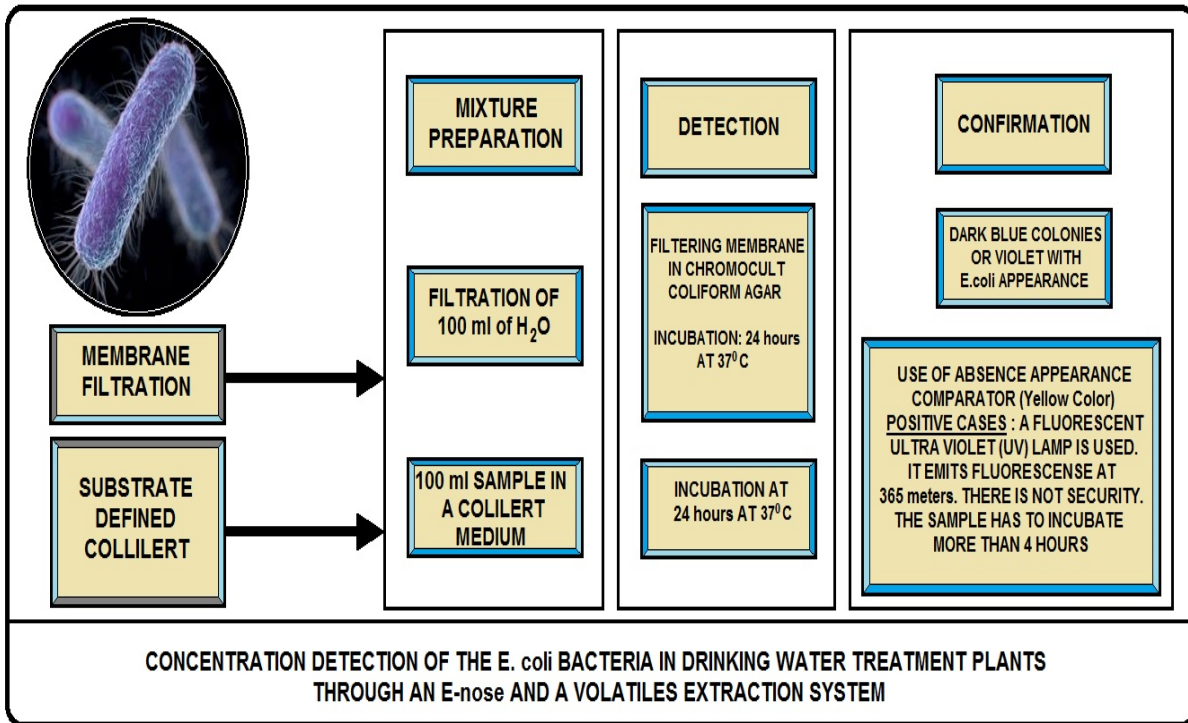 MIXTURE
PREPARATION
DETECTION
CONFIRMATION
MEMBRANE
FILTRATION
FILTRATION OF
100 ml of H₂O
FILTERING MEMBRANE
IN CHROMOCULT
COLIFORM AGAR
INCUBATION: 24 hours
AT 37⁰ C
DARK BLUE COLONIES
OR VIOLET WITH
E.coli APPEARANCE
SUBSTRATE
DEFINED
COLLILERT
100 ml SAMPLE IN
A COLILERT
MEDIUM
INCUBATION AT
24 hours AT 37⁰ C
USE OF ABSENCE APPEARANCE
COMPARATOR (Yellow Color)
POSITIVE CASES : A FLUORESCENT
ULTRA VIOLET (UV) LAMP IS USED.
IT EMITS FLUORESCENSE AT
365 meters. THERE IS NOT SECURITY.
THE SAMPLE HAS TO INCUBATE
MORE THAN 4 HOURS
CONCENTRATION DETECTION OF THE E. coli BACTERIA IN DRINKING WATER TREATMENT PLANTS
THROUGH AN E-nose AND A VOLATILES EXTRACTION SYSTEM